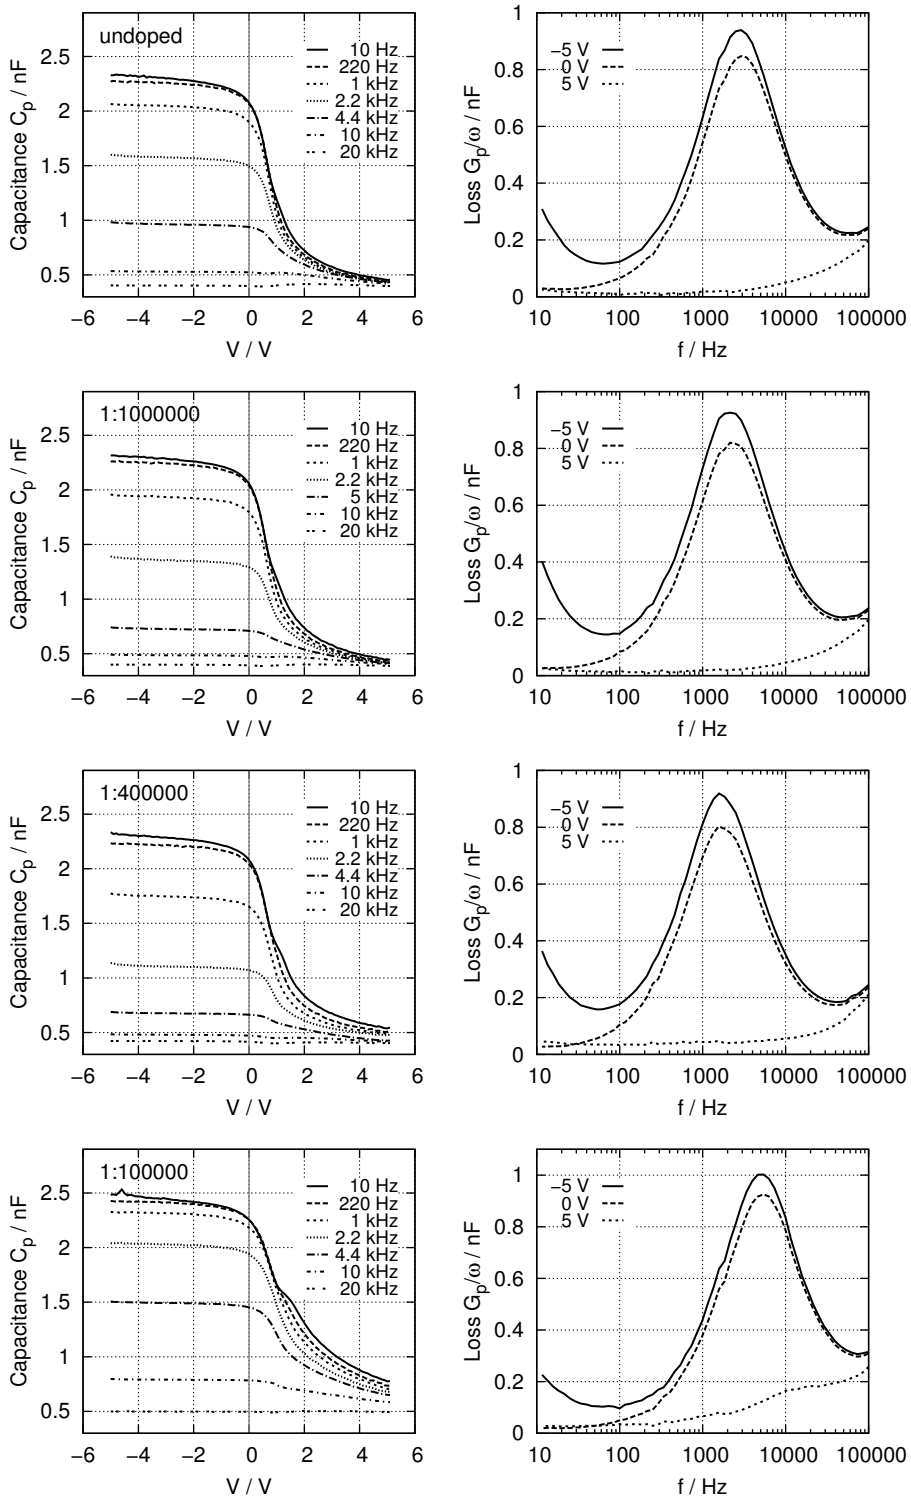 undoped
Capacitance Cp / nF
2.5
2
1.5
1
0.5
10 Hz
220 Hz
1 kHz
2.2 kHz
4.4 kHz
10 kHz
20 kHz
−6 −4 −2 0 2 4 6
V / V
Loss Gp/ω / nF
1
0.8
0.6
0.4
0.2
0
−5 V
0 V
5 V
10 100 1000 10000 100000
f / Hz
1:1000000
Capacitance Cp / nF
2.5
2
1.5
1
0.5
10 Hz
220 Hz
1 kHz
2.2 kHz
5 kHz
10 kHz
20 kHz
−6 −4 −2 0 2 4 6
V / V
Loss Gp/ω / nF
1
0.8
0.6
0.4
0.2
0
−5 V
0 V
5 V
10 100 1000 10000 100000
f / Hz
1:400000
Capacitance Cp / nF
2.5
2
1.5
1
0.5
10 Hz
220 Hz
1 kHz
2.2 kHz
4.4 kHz
10 kHz
20 kHz
−6 −4 −2 0 2 4 6
V / V
Loss Gp/ω / nF
1
0.8
0.6
0.4
0.2
0
−5 V
0 V
5 V
10 100 1000 10000 100000
f / Hz
1:100000
Capacitance Cp / nF
2.5
2
1.5
1
0.5
10 Hz
220 Hz
1 kHz
2.2 kHz
4.4 kHz
10 kHz
20 kHz
−6 −4 −2 0 2 4 6
V / V
Loss Gp/ω / nF
1
0.8
0.6
0.4
0.2
0
−5 V
0 V
5 V
10 100 1000 10000 100000
f / Hz